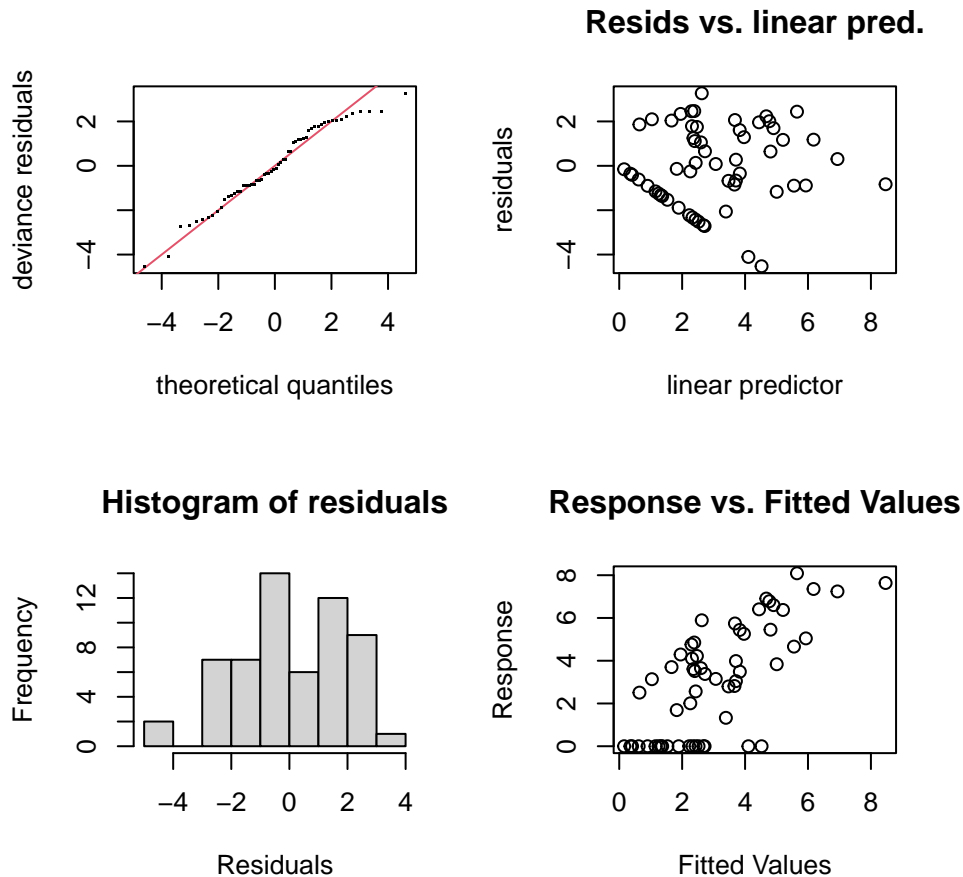 Resids vs. linear pred.
deviance residuals
2
0
−4
−4 −2 0 2 4
theoretical quantiles
residuals
2
0
−4
0 2 4 6 8
linear predictor
Histogram of residuals
Frequency
12
8
4
0
−4 −2 0 2 4
Residuals
Response vs. Fitted Values
Response
8
6
4
2
0
0 2 4 6 8
Fitted Values